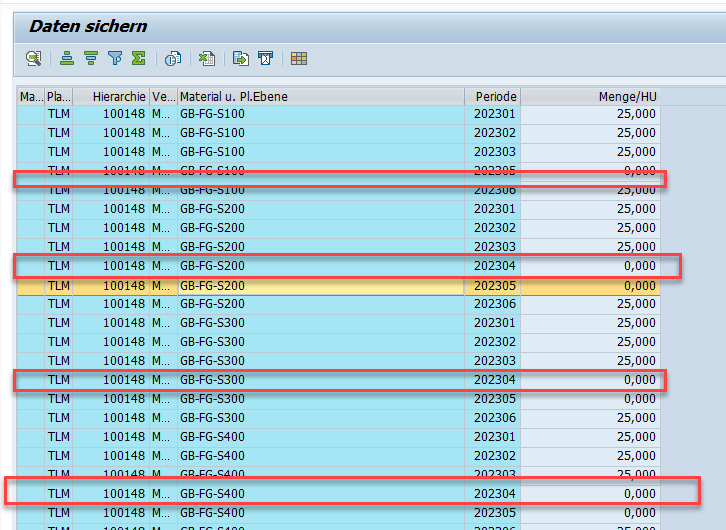 Daten sichern
Ma... Pla... Hierarchie Ve... Material u. Pl.Ebene Periode Menge/HU
TLM 100148 M... GB-FG-S100 202301 25,000
TLM 100148 M... GB-FG-S100 202302 25,000
TLM 100148 M... GB-FG-S100 202303 25,000
TLM 100148 M... GB-FG-S100 202305 0,000
TLM 100148 M... GB-FG-S100 202306 25,000
TLM 100148 M... GB-FG-S200 202301 25,000
TLM 100148 M... GB-FG-S200 202302 25,000
TLM 100148 M... GB-FG-S200 202303 25,000
TLM 100148 M... GB-FG-S200 202304 0,000
TLM 100148 M... GB-FG-S200 202305 0,000
TLM 100148 M... GB-FG-S200 202306 25,000
TLM 100148 M... GB-FG-S300 202301 25,000
TLM 100148 M... GB-FG-S300 202302 25,000
TLM 100148 M... GB-FG-S300 202303 25,000
TLM 100148 M... GB-FG-S300 202304 0,000
TLM 100148 M... GB-FG-S300 202305 0,000
TLM 100148 M... GB-FG-S300 202306 25,000
TLM 100148 M... GB-FG-S400 202301 25,000
TLM 100148 M... GB-FG-S400 202302 25,000
TLM 100148 M... GB-FG-S400 202303 25,000
TLM 100148 M... GB-FG-S400 202304 0,000
TLM 100148 M... GB-FG-S400 202305 0,000